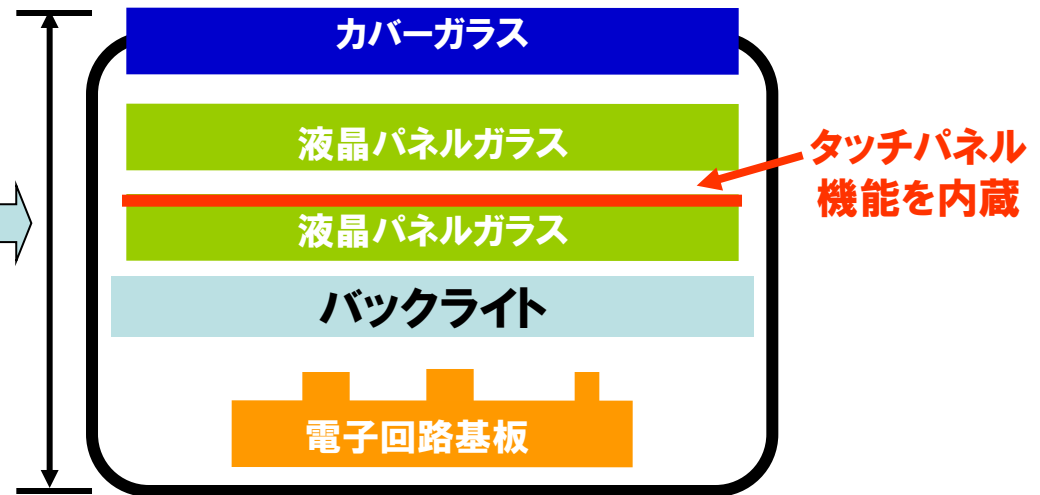 カバーガラス
液晶パネルガラス
タッチパネル
機能を内蔵
液晶パネルガラス
バックライト
電子回路基板